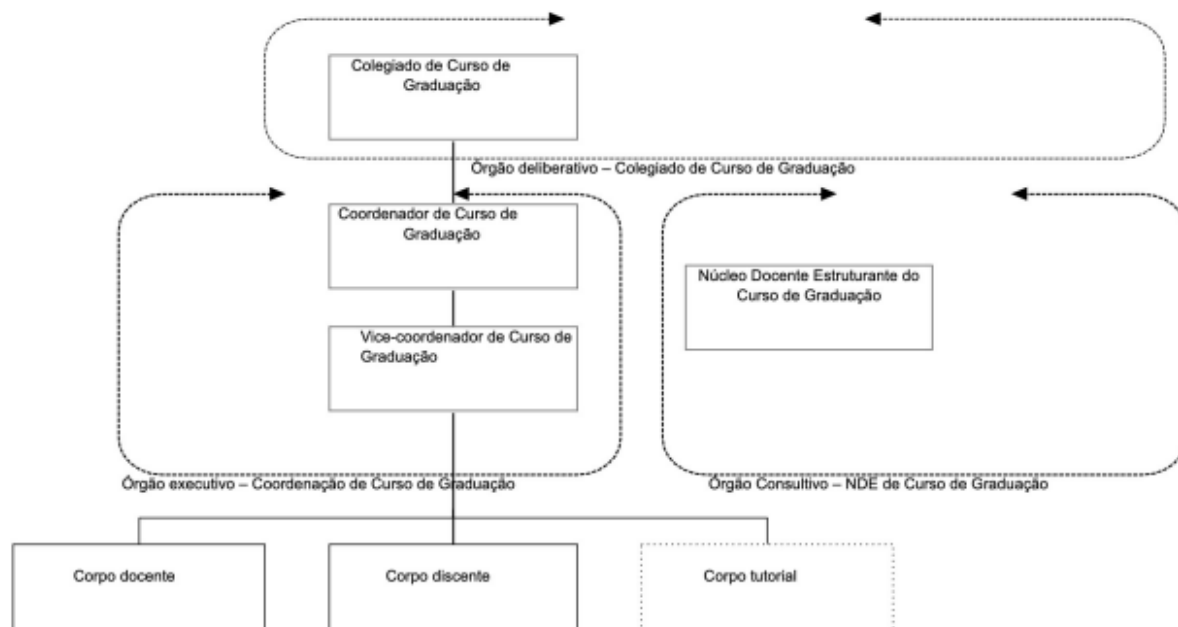 Colegiado de Curso de
Graduação
Órgão deliberativo – Colegiado de Curso de Graduação
Coordenador de Curso de
Graduação
Núcleo Docente Estruturante do
Curso de Graduação
Vice-coordenador de Curso de
Graduação
Órgão executivo – Coordenação de Curso de Graduação
Órgão Consultivo – NDE de Curso de Graduação
Corpo docente
Corpo discente
Corpo tutorial